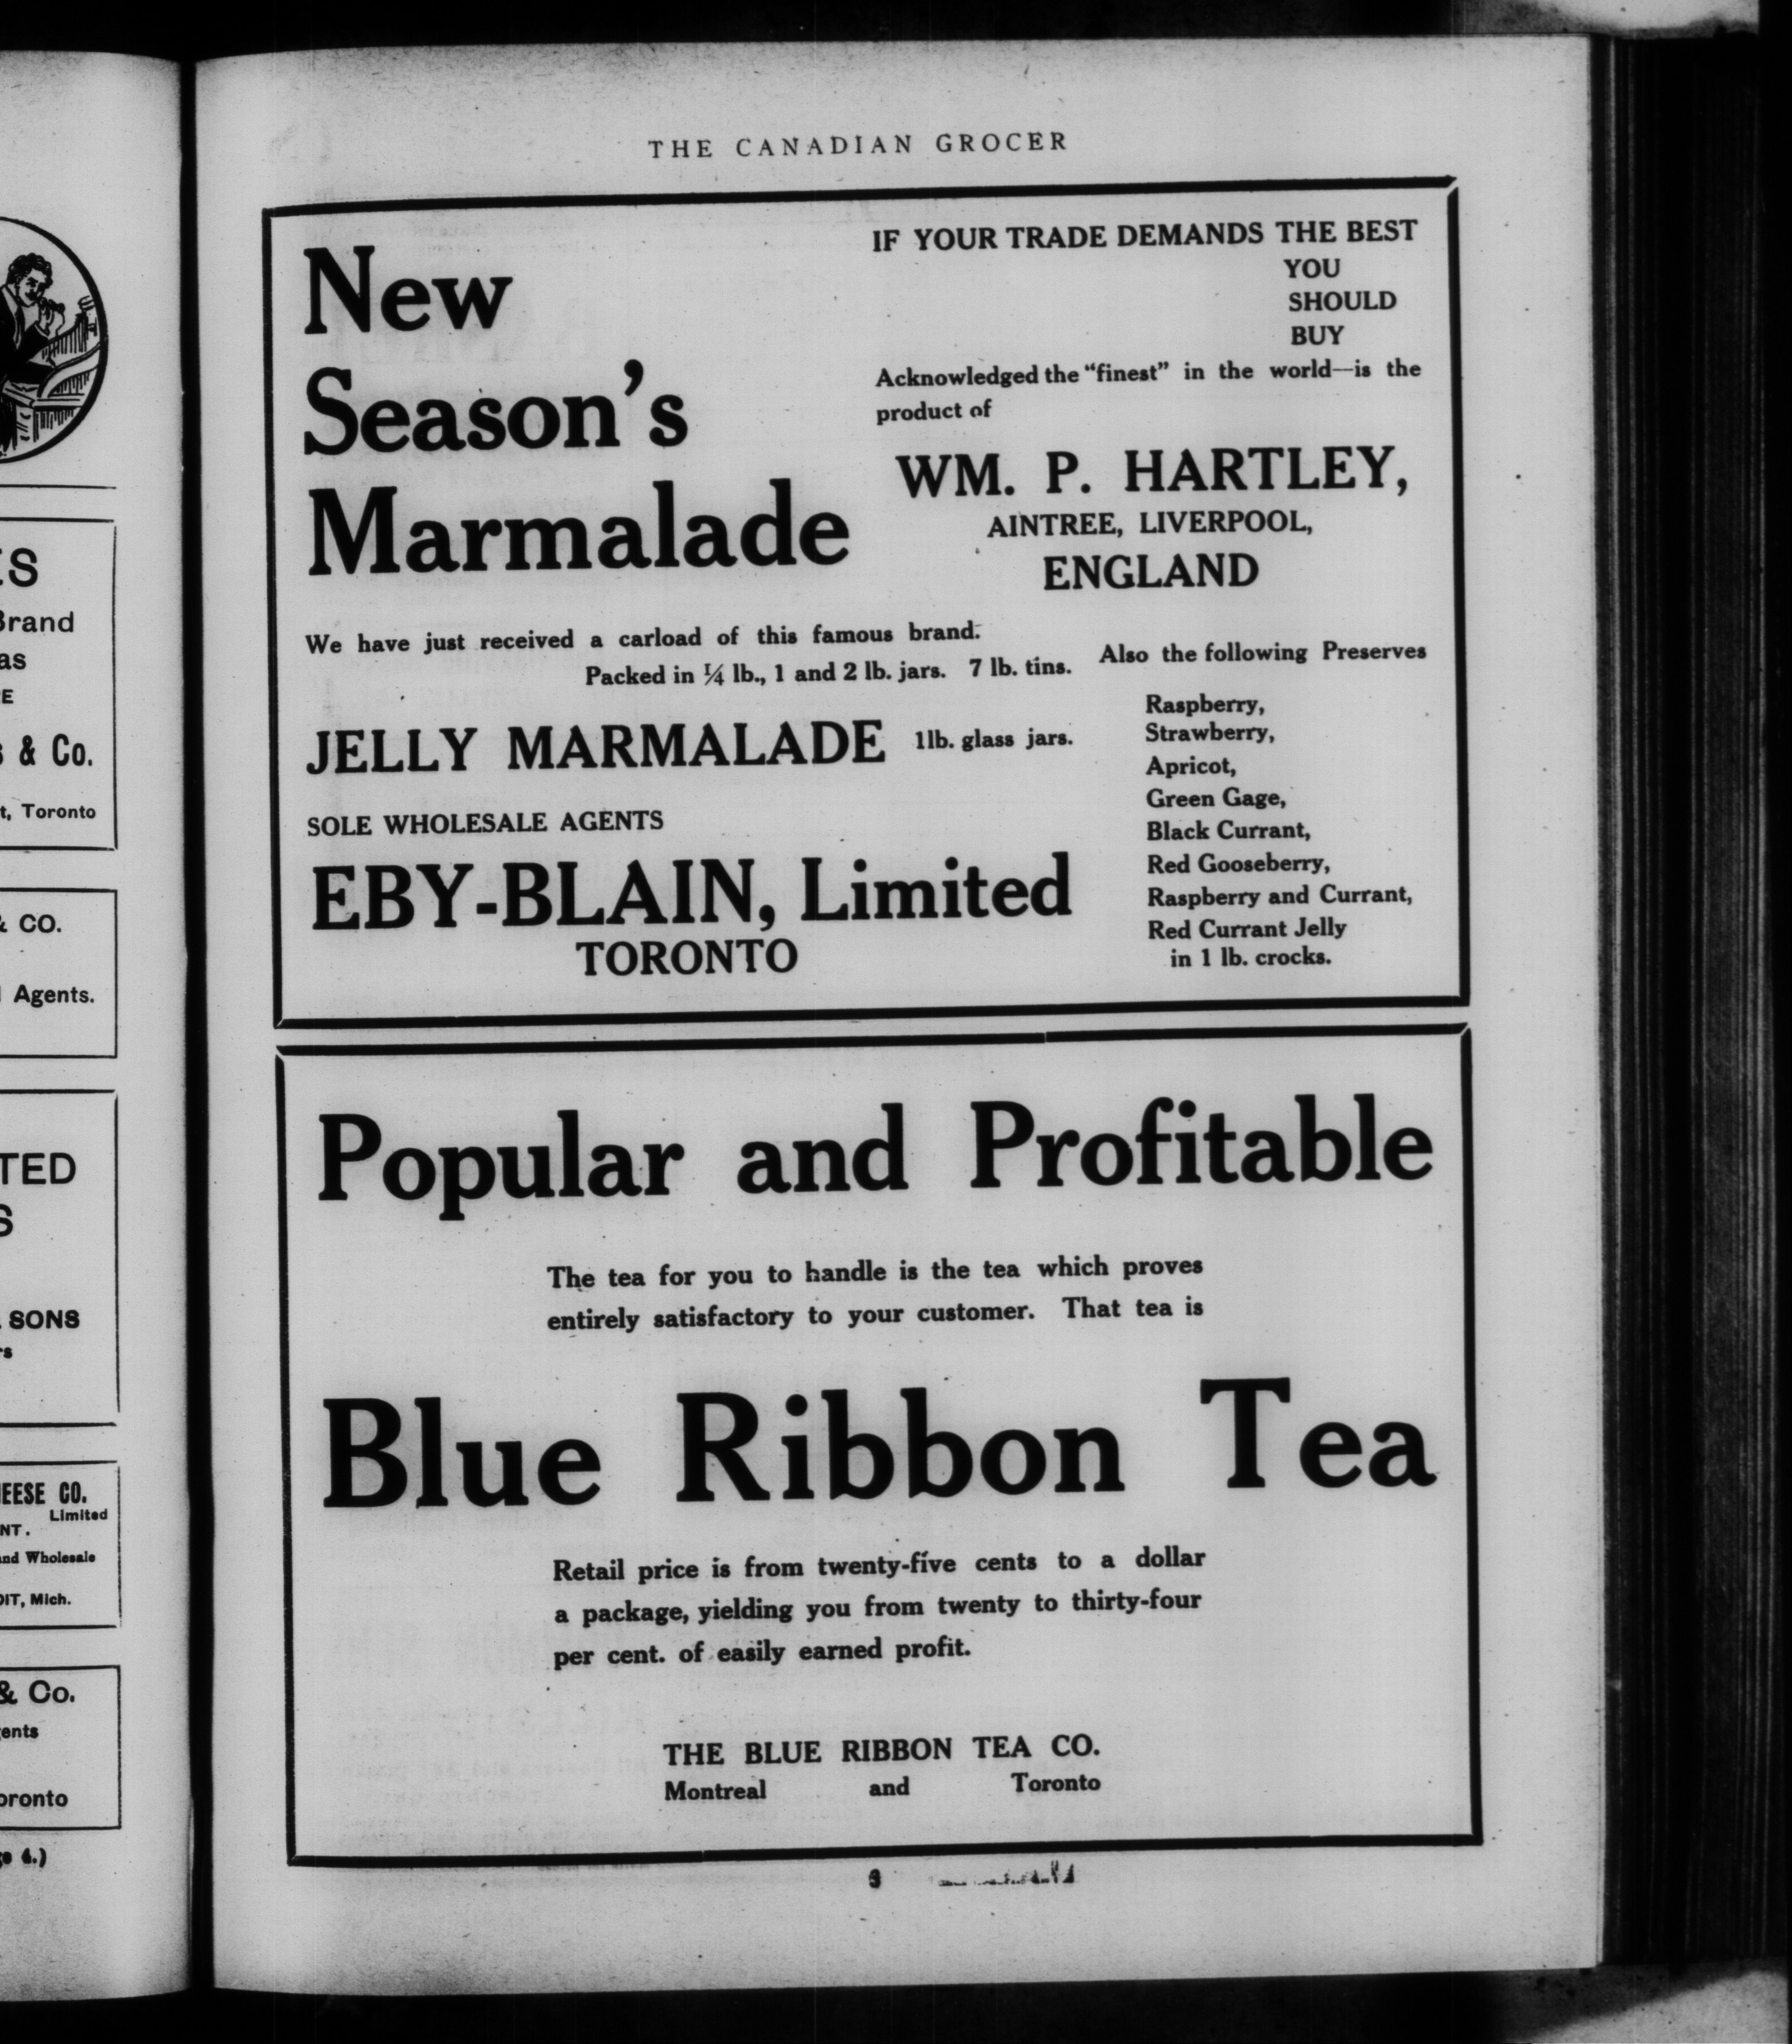 THE CANADIAN GROCER
New
Season's
Marmalade
IF YOUR TRADE DEMANDS THE BEST
YOU
SHOULD
BUY
Acknowledged the “finest” in the world—is the
product of
WM. P. HARTLEY,
AINTREE, LIVERPOOL,
ENGLAND
We have just received a carload of this famous brand.
Packed in ¼ lb., 1 and 2 lb. jars. 7 lb. tins.
JELLY MARMALADE 1lb. glass jars.
SOLE WHOLESALE AGENTS
EBY-BLAIN, Limited
TORONTO
Also the following Preserves
Raspberry,
Strawberry,
Apricot,
Green Gage,
Black Currant,
Red Gooseberry,
Raspberry and Currant,
Red Currant Jelly
in 1 lb. crocks.
Popular and Profitable
The tea for you to handle is the tea which proves
entirely satisfactory to your customer. That tea is
Blue Ribbon Tea
Retail price is from twenty-five cents to a dollar
a package, yielding you from twenty to thirty-four
per cent. of easily earned profit.
THE BLUE RIBBON TEA CO.
Montreal and Toronto
Brand
as
& Co.
Toronto
& CO.
Agents.
SONS
CO.
Limited
and Wholesale
Mich.
& Co.
4.)